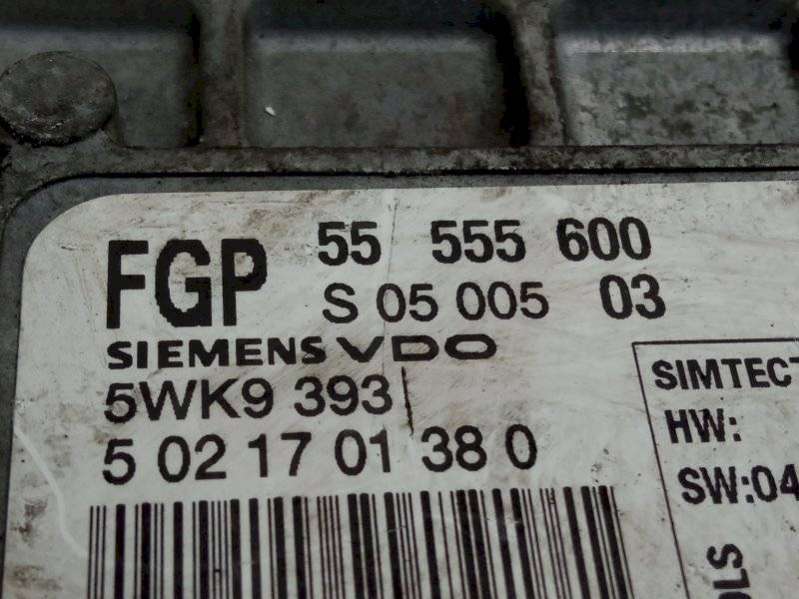 FGP 55 555 600
S 05 005 03
SIEMENS VDO
5WK9 393
5 02 17 01 38 0
SIMTEC
HW:
SW:04